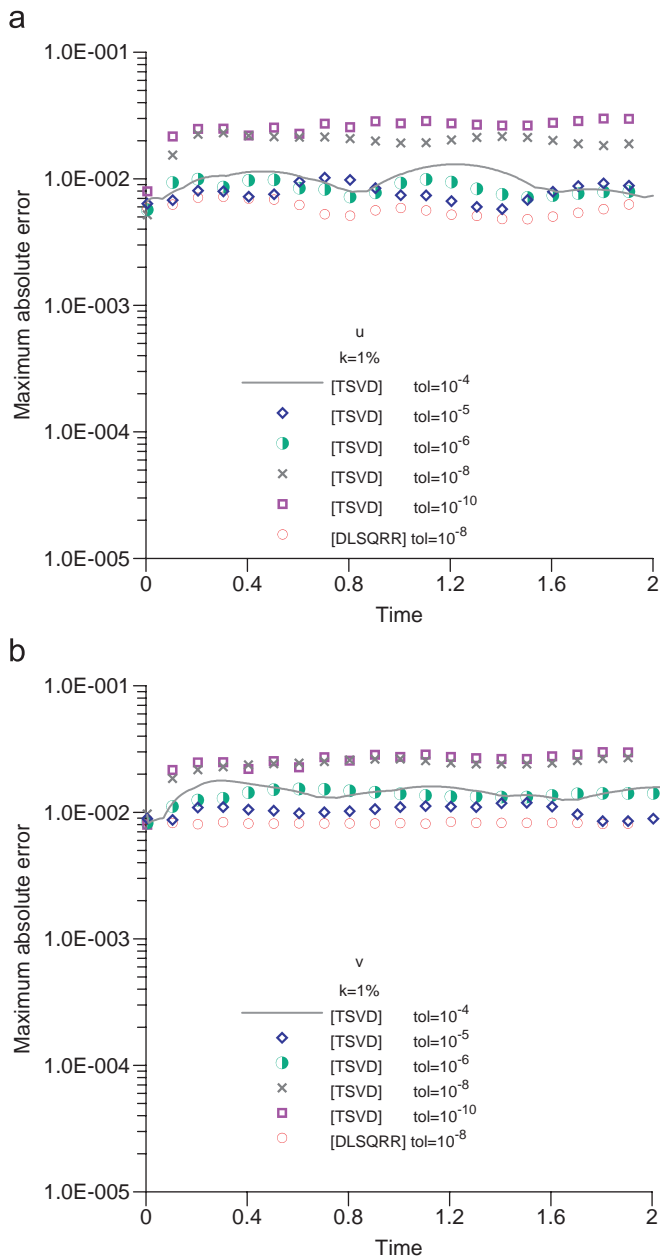 a
1.0E-001
1.0E-002
1.0E-003
1.0E-004
1.0E-005
Maximum absolute error
u
k=1%
[TSVD] tol=10⁻⁴
[TSVD] tol=10⁻⁵
[TSVD] tol=10⁻⁶
[TSVD] tol=10⁻⁸
[TSVD] tol=10⁻¹⁰
[DLSQRR] tol=10⁻⁸
0 0.4 0.8 1.2 1.6 2
Time
b
1.0E-001
1.0E-002
1.0E-003
1.0E-004
1.0E-005
Maximum absolute error
v
k=1%
[TSVD] tol=10⁻⁴
[TSVD] tol=10⁻⁵
[TSVD] tol=10⁻⁶
[TSVD] tol=10⁻⁸
[TSVD] tol=10⁻¹⁰
[DLSQRR] tol=10⁻⁸
0 0.4 0.8 1.2 1.6 2
Time